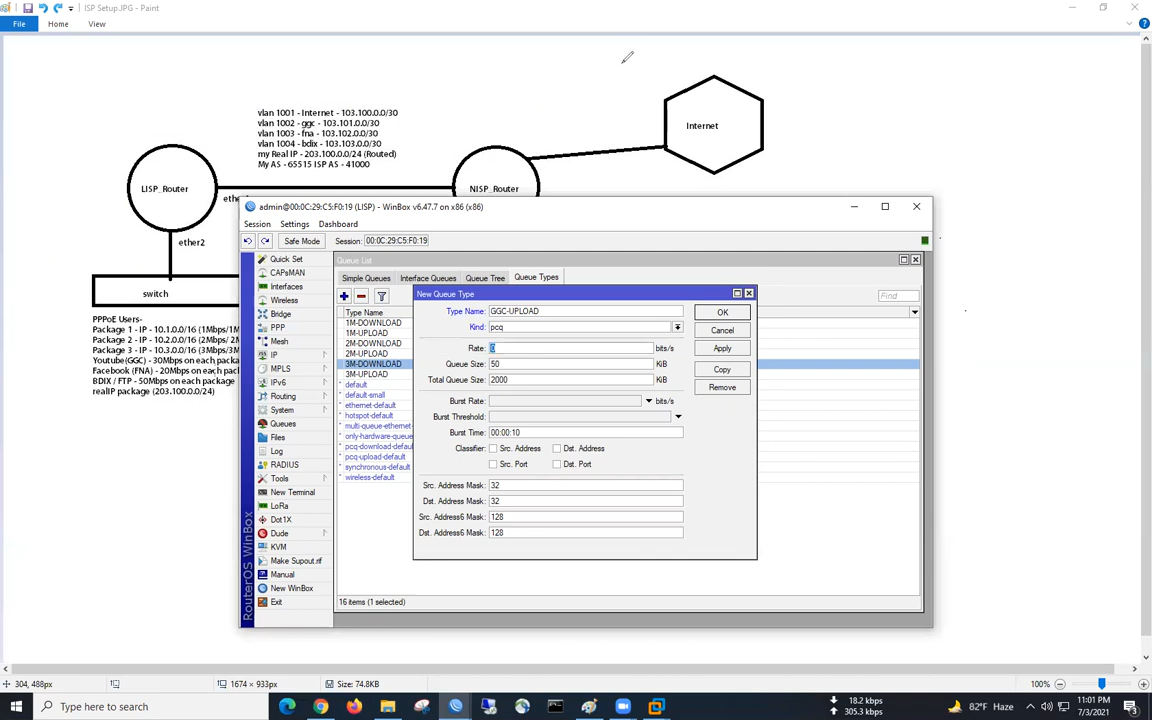 ISP Setup.JPG - Paint
File
Home
View
vlan 1001 - Internet - 103.100.0.0/30
vlan 1002 - ggc - 103.101.0.0/30
vlan 1003 - fna - 103.102.0.0/30
vlan 1004 - bdix - 103.103.0.0/30
my Real IP - 203.100.0.0/24 (Routed)
My AS - 65515 ISP AS - 41000
Internet
LISP_Router
NISP_Router
ether2
switch
PPPoE Users-
Package 1 - IP - 10.1.0.0/16 (1Mbps/1M
Package 2 - IP - 10.2.0.0/16 (2Mbps/2M
Package 3 - IP - 10.3.0.0/16 (3Mbps/3M
Youtube(GGC) - 30Mbps on each packag
Facebook (FNA) - 20Mbps on each packa
BDIX / FTP - 50Mbps on each package
realIP package (203.100.0.0/24)
admin@00:0C:29:C5:F0:19 (LISP) - WinBox v6.47.7 on x86 (x86)
Session
Settings
Dashboard
Safe Mode
Session:
00:0C:29:C5:F0:19
RouterOS WinBox
Quick Set
CAPsMAN
Interfaces
Wireless
Bridge
PPP
Mesh
IP
MPLS
IPv6
Routing
System
Queues
Files
Log
RADIUS
Tools
New Terminal
LoRa
Dot1X
Dude
KVM
Make Supout.rif
Manual
New WinBox
Exit
Queue List
Simple Queues
Interface Queues
Queue Tree
Queue Types
Find
Type Name
1M-DOWNLOAD
1M-UPLOAD
2M-DOWNLOAD
2M-UPLOAD
3M-DOWNLOAD
3M-UPLOAD
* default
* default-small
* ethernet-default
* hotspot-default
* multi-queue-ethernet-
* only-hardware-queue
* pcq-download-defau
* pcq-upload-default
* synchronous-default
* wireless-default
16 items (1 selected)
New Queue Type
Type Name: GGC-UPLOAD
Kind: pcq
Rate: 0 bits/s
Queue Size: 50 KiB
Total Queue Size: 2000 KiB
Burst Rate: bits/s
Burst Threshold:
Burst Time: 00:00:10
Classifier: Src. Address Dst. Address
Src. Port Dst. Port
Src. Address Mask: 32
Dst. Address Mask: 32
Src. Address6 Mask: 128
Dst. Address6 Mask: 128
OK
Cancel
Apply
Copy
Remove
304, 488px
1674 × 933px
Size: 74.8KB
100%
Type here to search
18.2 kbps
305.3 kbps
82°F Haze
11:01 PM
7/3/2021
3